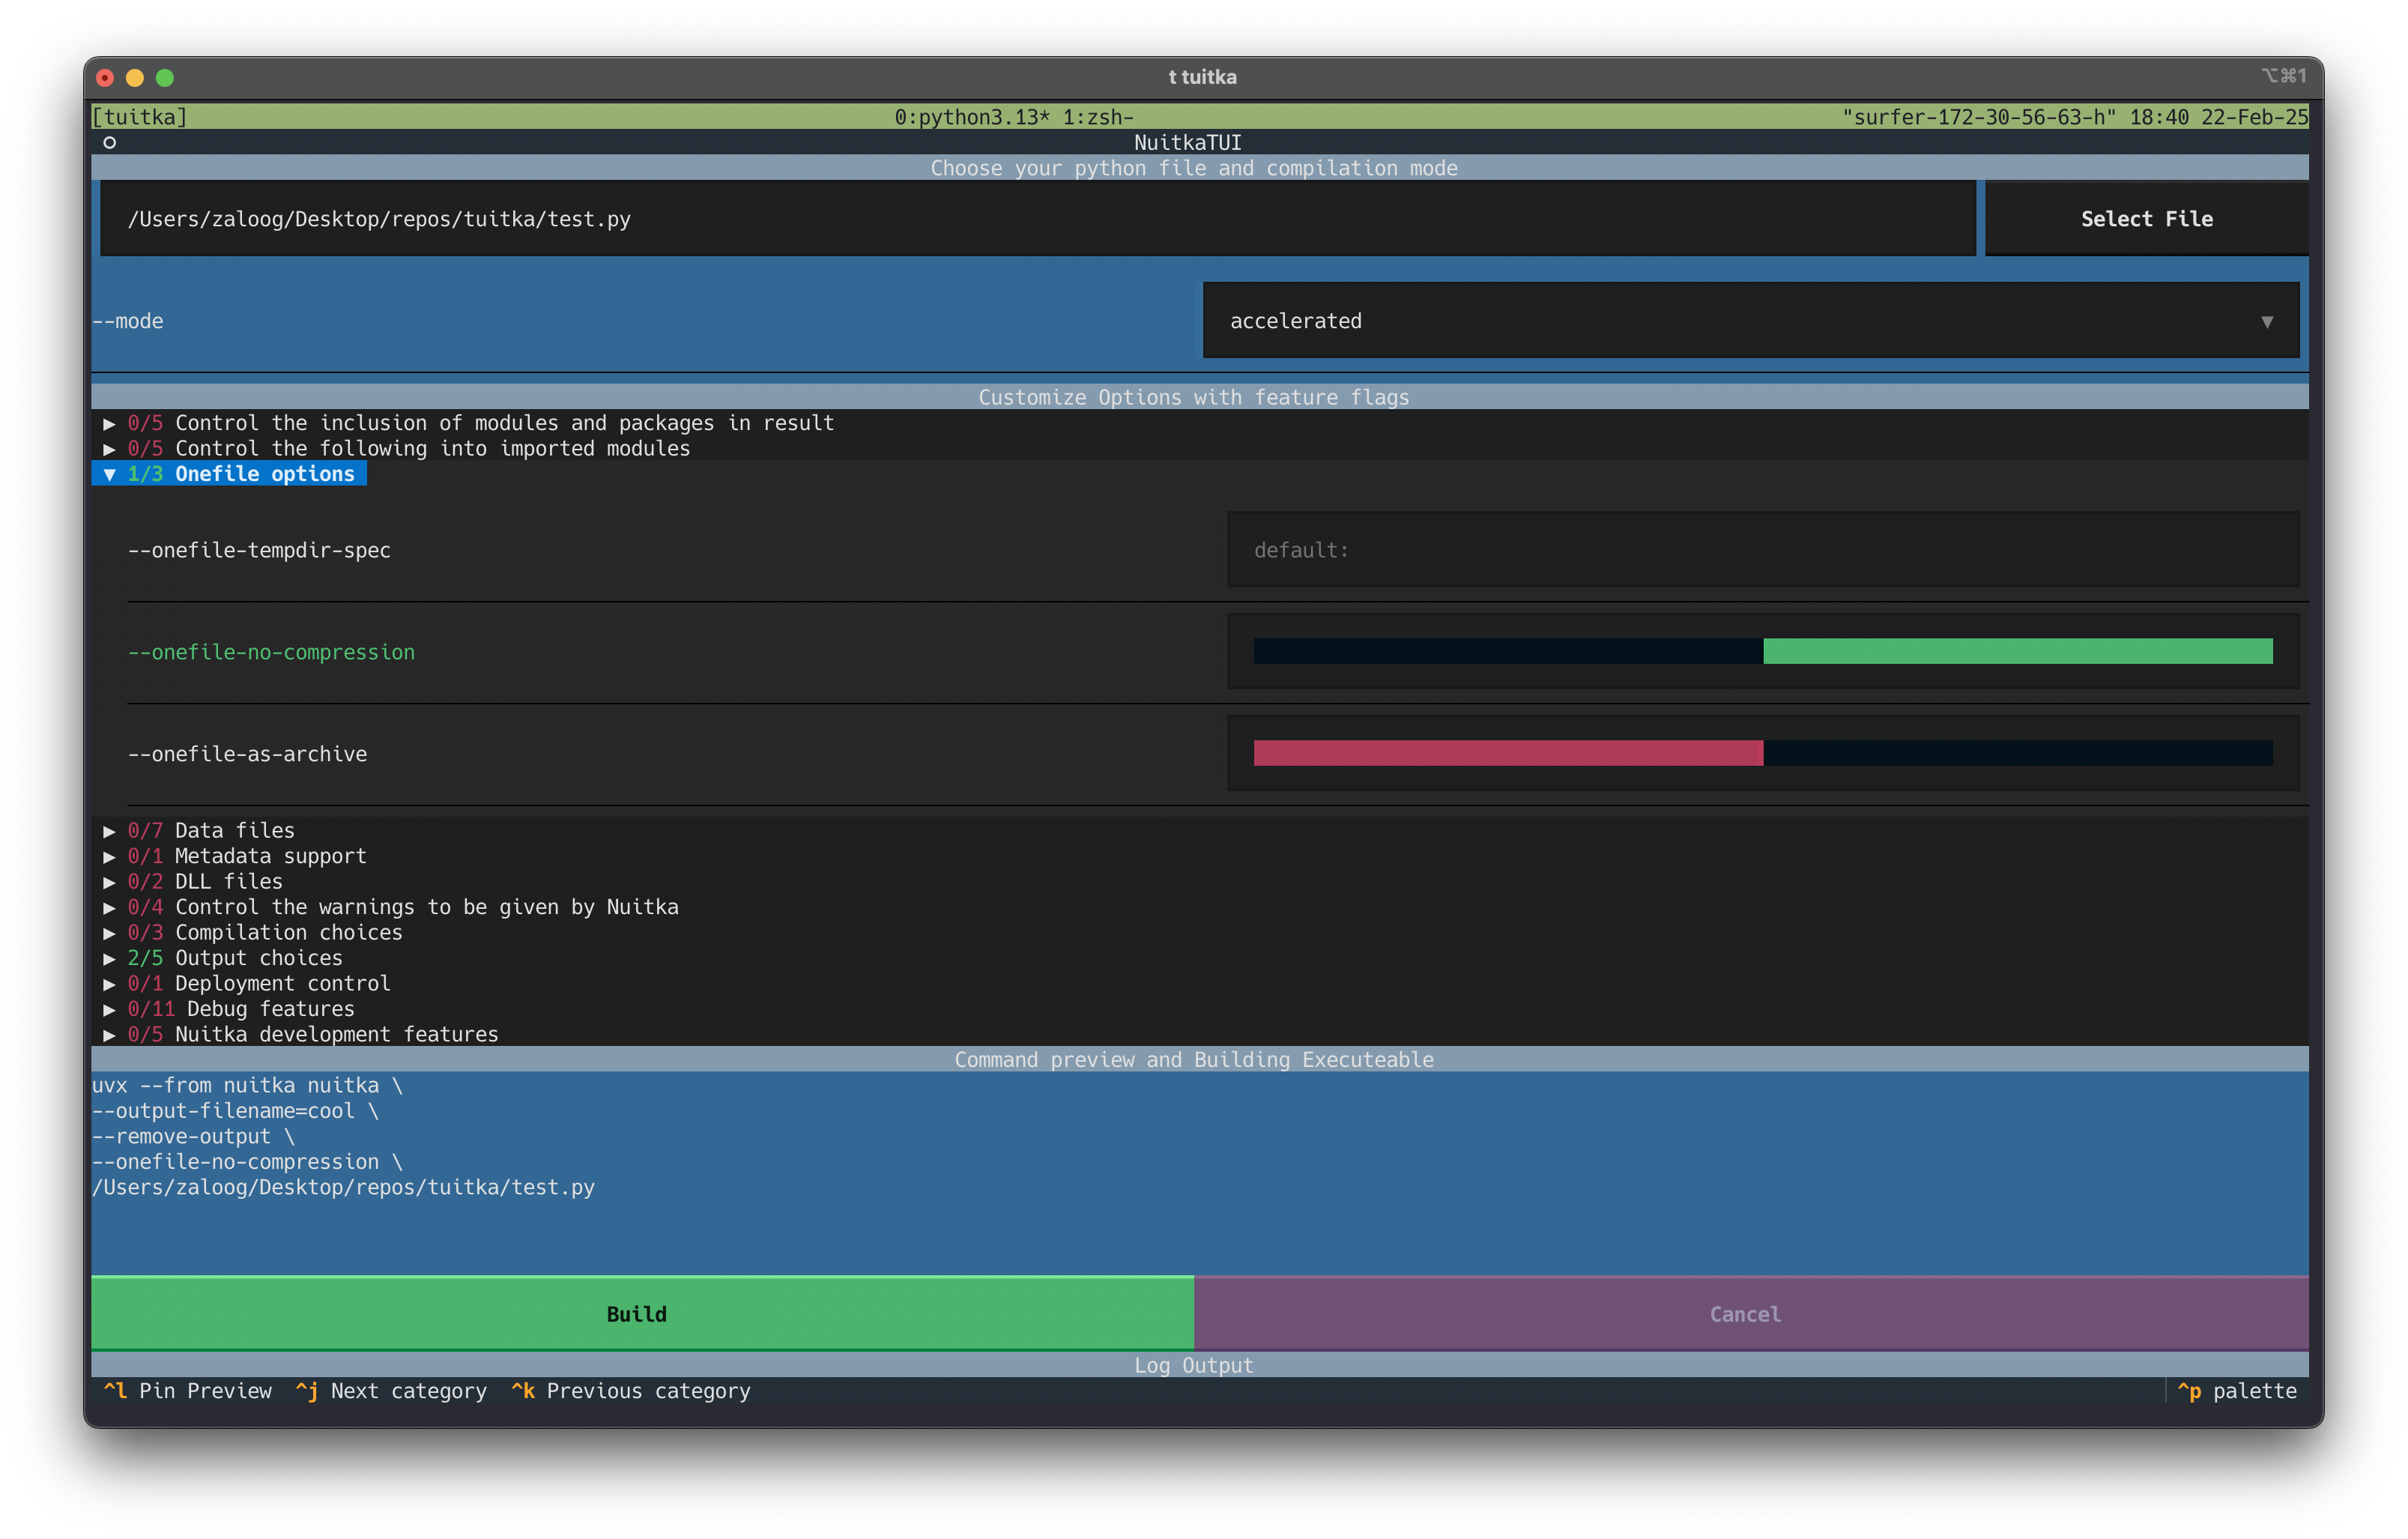 t tuitka
⌥⌘1
[tuitka] 0:python3.13* 1:zsh- "surfer-172-30-56-63-h" 18:40 22-Feb-25
NuitkaTUI
Choose your python file and compilation mode
/Users/zaloog/Desktop/repos/tuitka/test.py Select File
--mode accelerated ▼
Customize Options with feature flags
▶ 0/5 Control the inclusion of modules and packages in result
▶ 0/5 Control the following into imported modules
▼ 1/3 Onefile options
--onefile-tempdir-spec default:
--onefile-no-compression
--onefile-as-archive
▶ 0/7 Data files
▶ 0/1 Metadata support
▶ 0/2 DLL files
▶ 0/4 Control the warnings to be given by Nuitka
▶ 0/3 Compilation choices
▶ 2/5 Output choices
▶ 0/1 Deployment control
▶ 0/11 Debug features
▶ 0/5 Nuitka development features
Command preview and Building Executeable
uvx --from nuitka nuitka \
--output-filename=cool \
--remove-output \
--onefile-no-compression \
/Users/zaloog/Desktop/repos/tuitka/test.py
Build Cancel
Log Output
^l Pin Preview ^j Next category ^k Previous category ^p palette